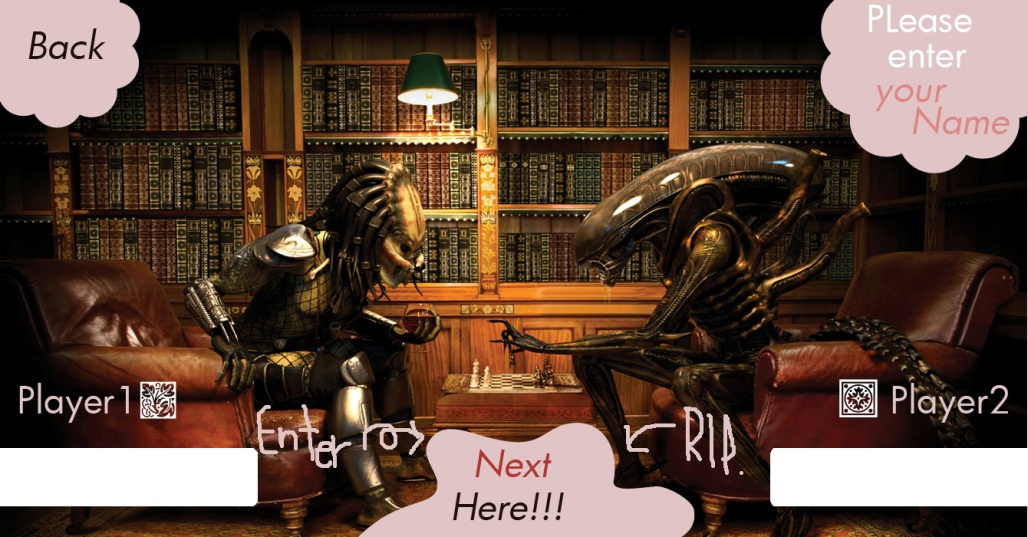 Back
PLease
enter
your
Name
Player1
Player2
Enter
RIP.
Next
Here!!!